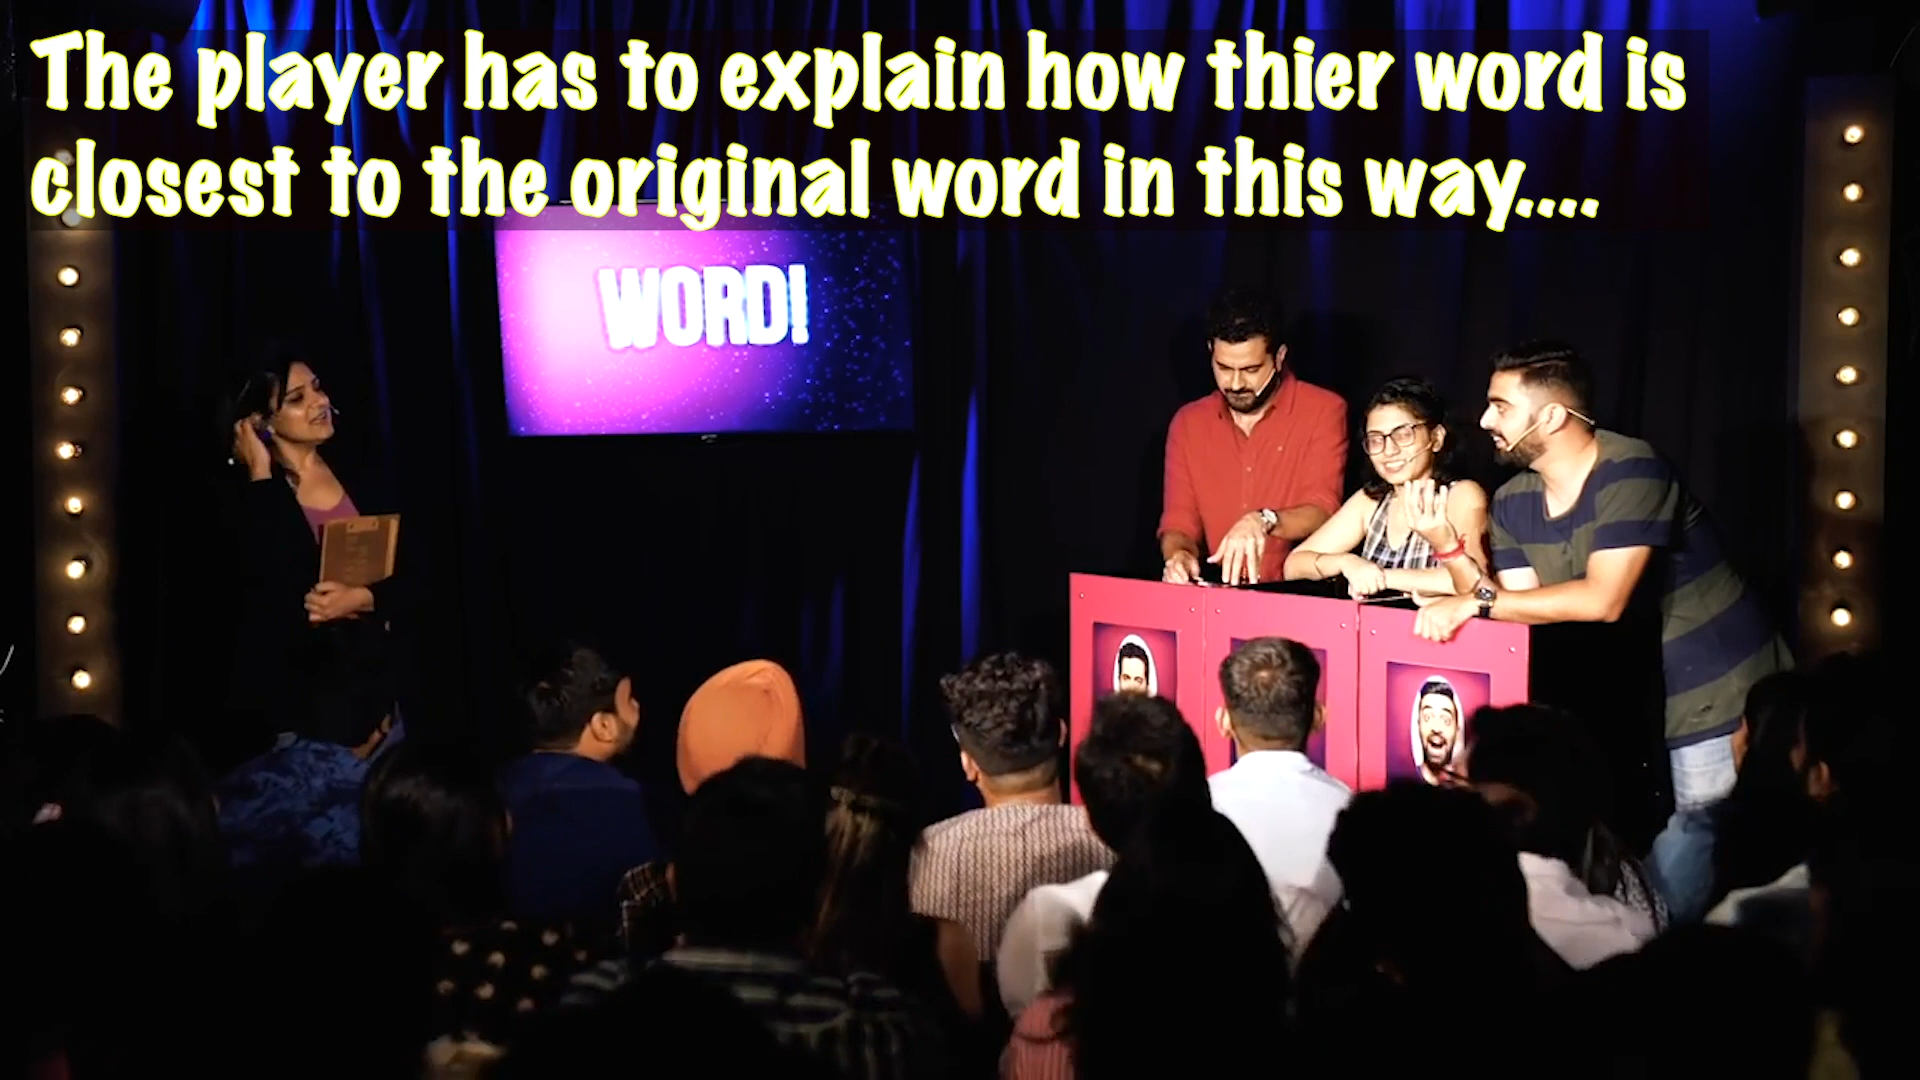 The player has to explain how thier word is
closest to the original word in this way....
WORD!